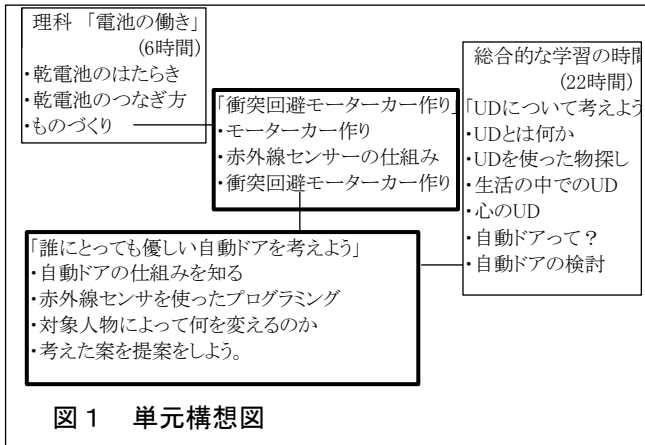 理科 「電池の働き」
(6時間)
・乾電池のはたらき
・乾電池のつなぎ方
・ものづくり
「衝突回避モーターカー作り」
・モーターカー作り
・赤外線センサーの仕組み
・衝突回避モーターカー作り
総合的な学習の時間
(22時間)
「UDについて考えよう
・UDとは何か
・UDを使った物探し
・生活の中でのUD
・心のUD
・自動ドアって？
・自動ドアの検討
「誰にとっても優しい自動ドアを考えよう」
・自動ドアの仕組みを知る
・赤外線センサを使ったプログラミング
・対象人物によって何を変えるのか
・考えた案を提案をしよう。
図１ 単元構想図